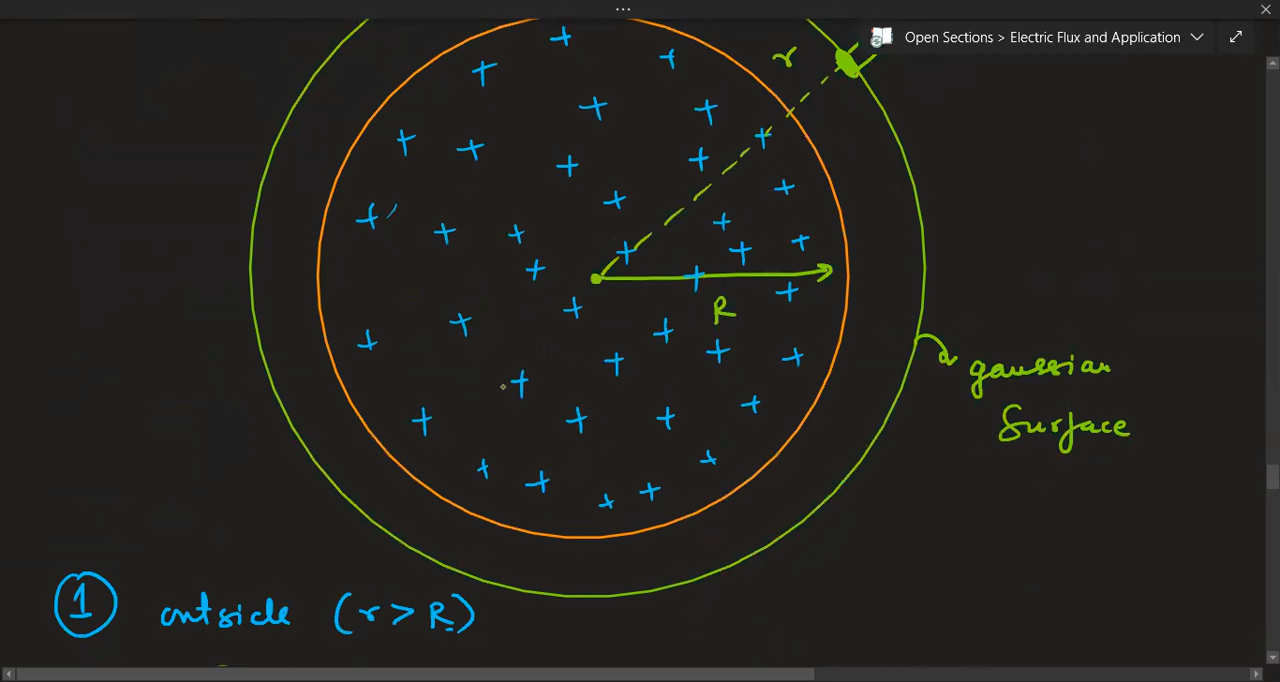 ...
Open Sections > Electric Flux and Application
r
R
gaussian
Surface
1 outside (r > R)